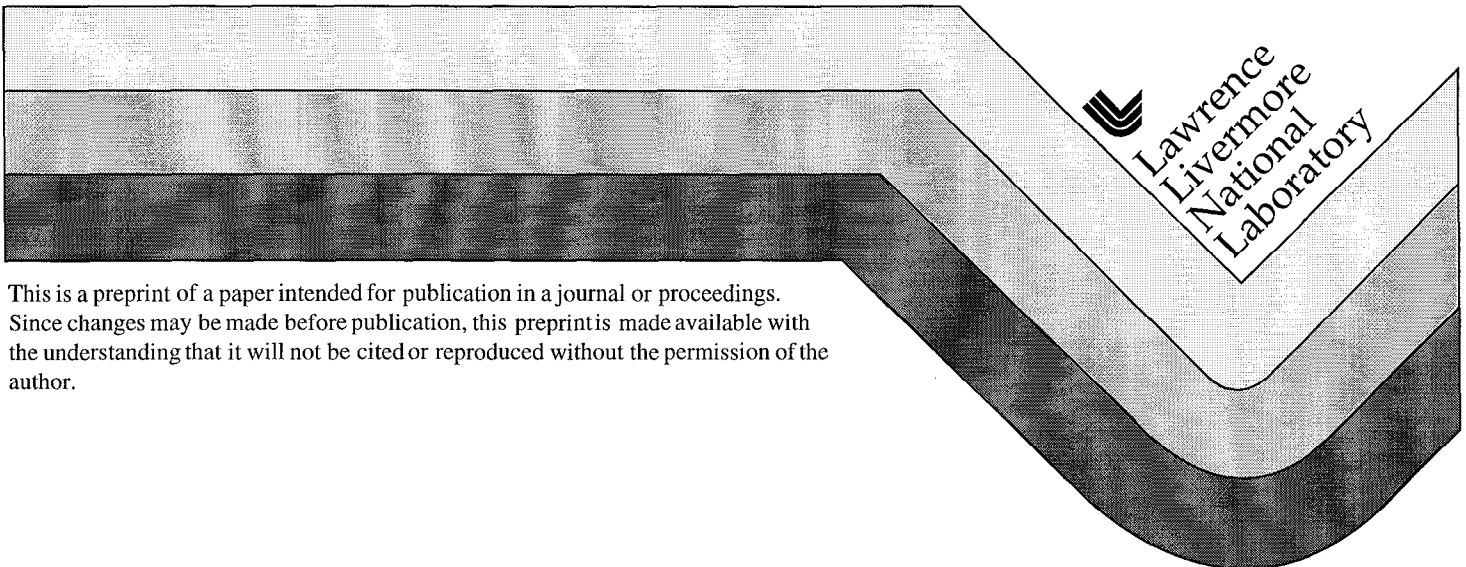 Lawrence
Livermore
National
Laboratory
This is a preprint of a paper intended for publication in a journal or proceedings.
Since changes may be made before publication, this preprint is made available with
the understanding that it will not be cited or reproduced without the permission of the
author.